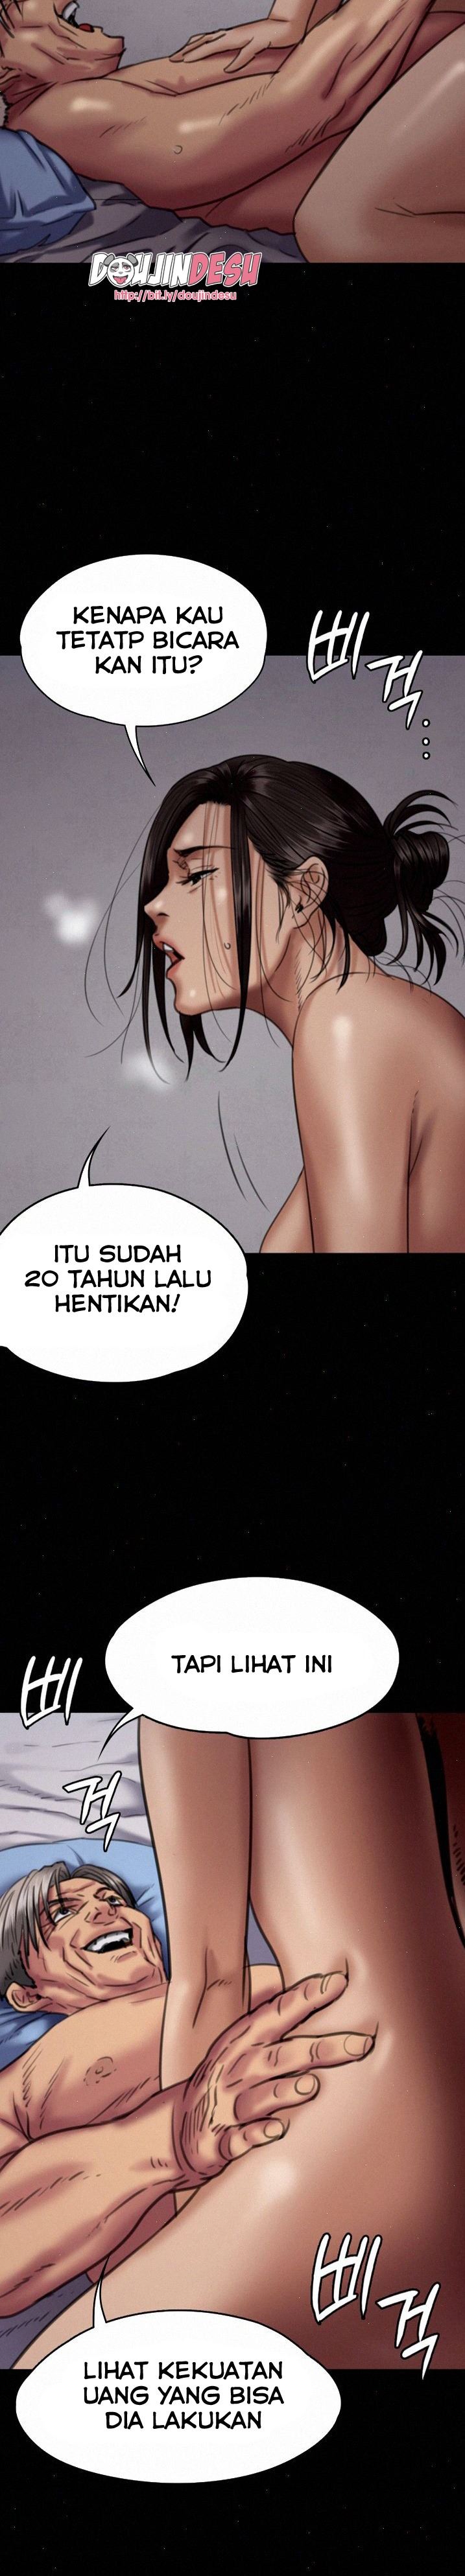 DOUJINDESU
http://bit.ly/doujindesu
KENAPA KAU
TETATP BICARA
KAN ITU?
삐걱...
ITU SUDAH
20 TAHUN LALU
HENTIKAN!
TAPI LIHAT INI
삐걱
삐걱
LIHAT KEKUATAN
UANG YANG BISA
DIA LAKUKAN